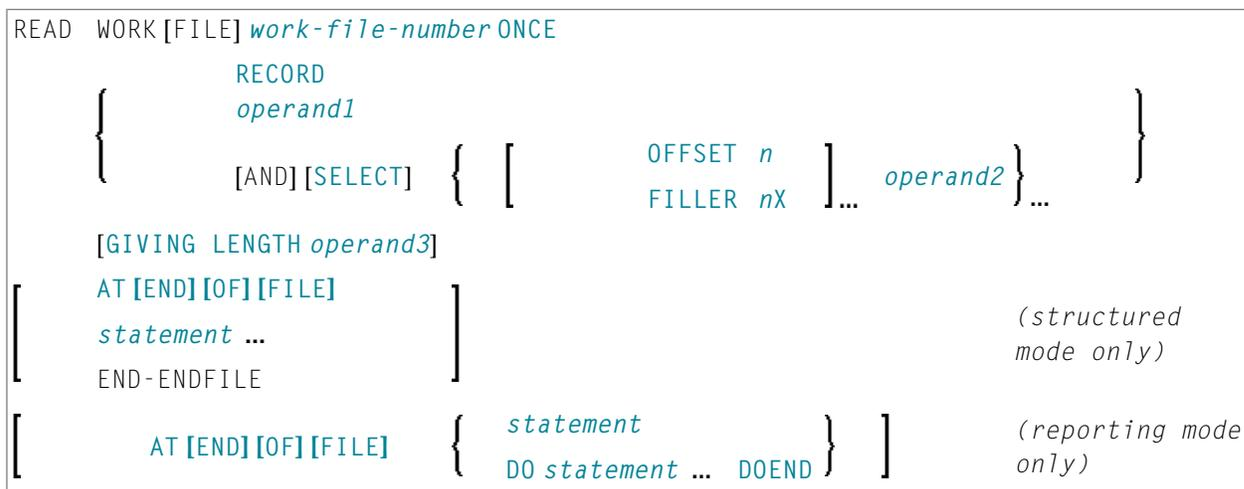 READ WORK [FILE] work-file-number ONCE
RECORD
operand1
OFFSET n
[AND] [SELECT] { [ ] ... operand2 } ...
FILLER nX
[GIVING LENGTH operand3]
AT [END] [OF] [FILE]
statement ...
END-ENDFILE
(structured
mode only)
AT [END] [OF] [FILE]
statement
DO statement ... DOEND
(reporting mode
only)